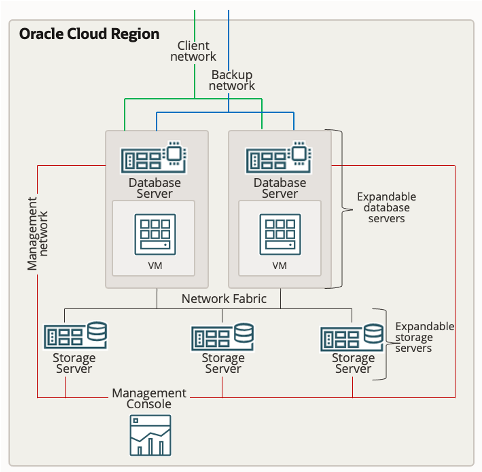 Oracle Cloud Region
Client
network
Backup
network
Database
Server
Database
Server
VM
VM
Expandable
database
servers
Management
network
Network Fabric
Storage
Server
Storage
Server
Storage
Server
Expandable
storage
servers
Management
Console